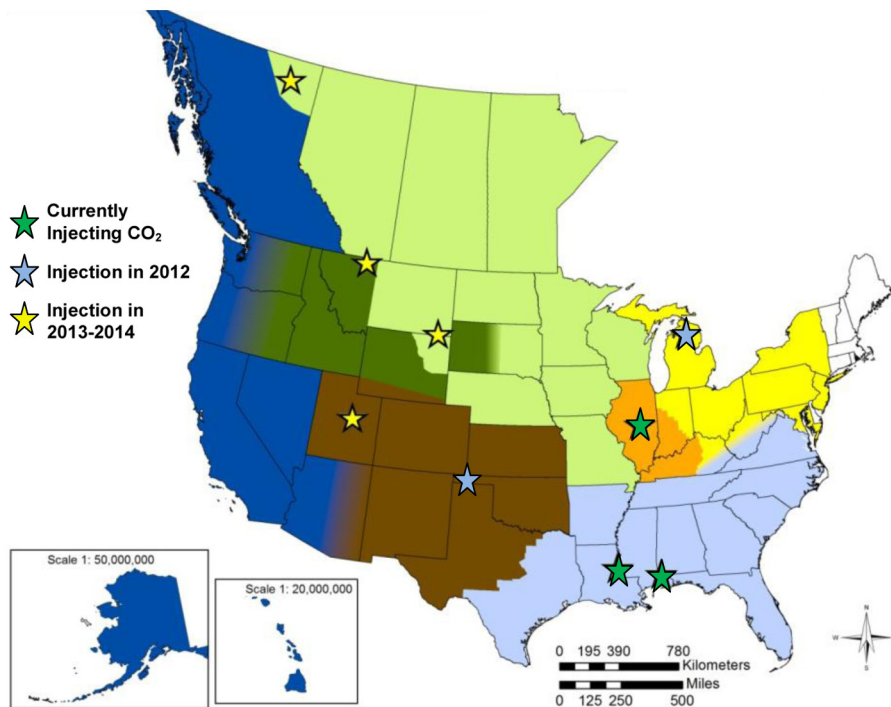 Currently
Injecting CO₂
Injection in 2012
Injection in
2013-2014
Scale 1: 50,000,000
Scale 1: 20,000,000
N
W
S
0 195 390 780
Kilometers
Miles
0 125 250 500